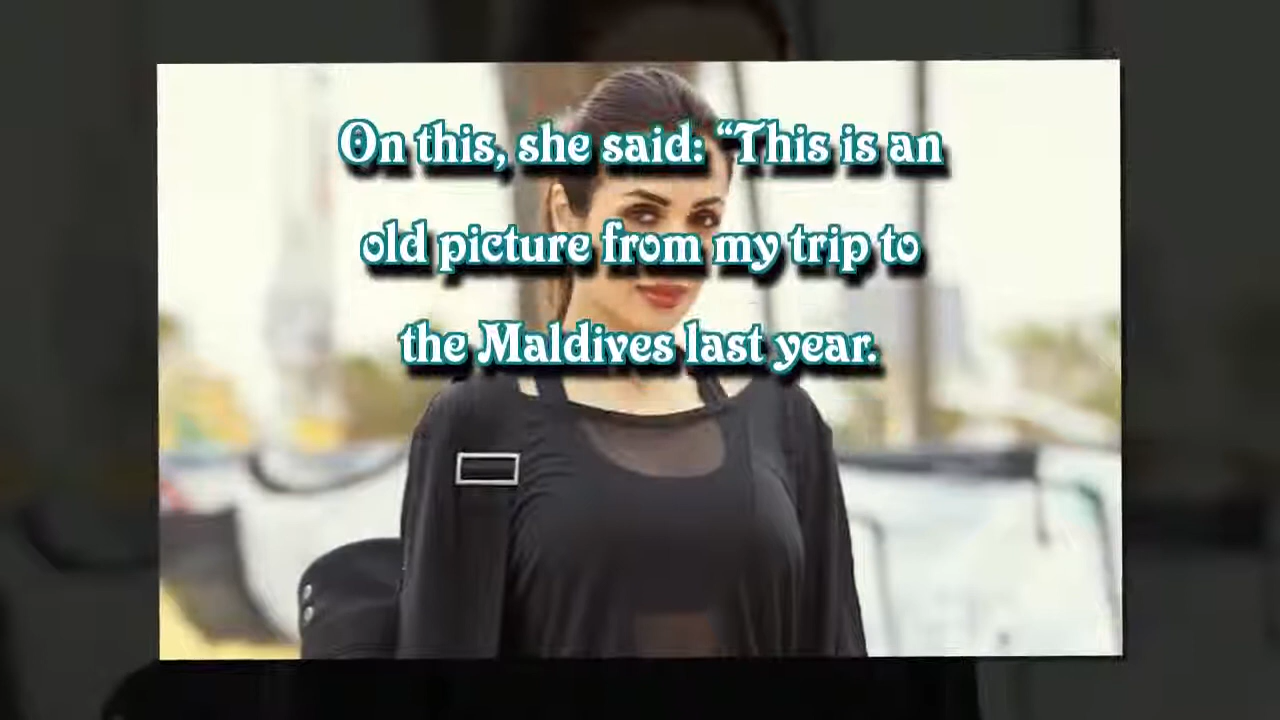 On this, she said: “This is an
old picture from my trip to
the Maldives last year.